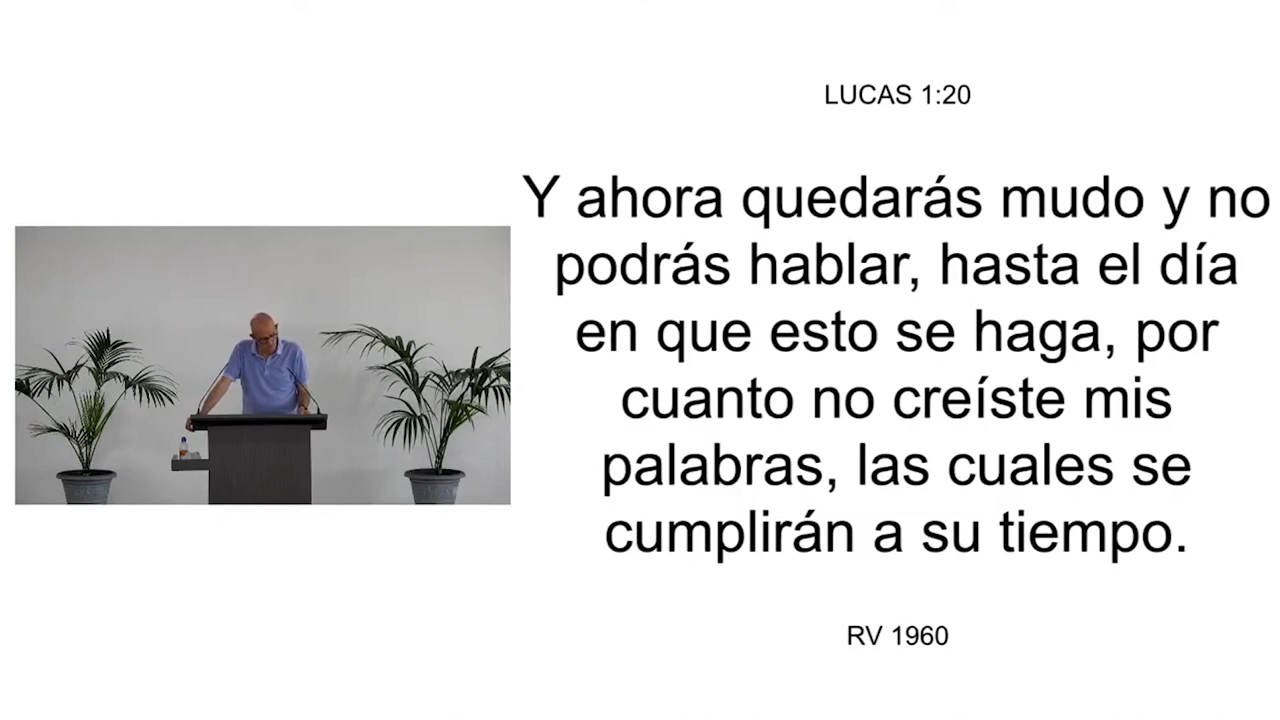 LUCAS 1:20
Y ahora quedarás mudo y no
podrás hablar, hasta el día
en que esto se haga, por
cuanto no creíste mis
palabras, las cuales se
cumplirán a su tiempo.
RV 1960